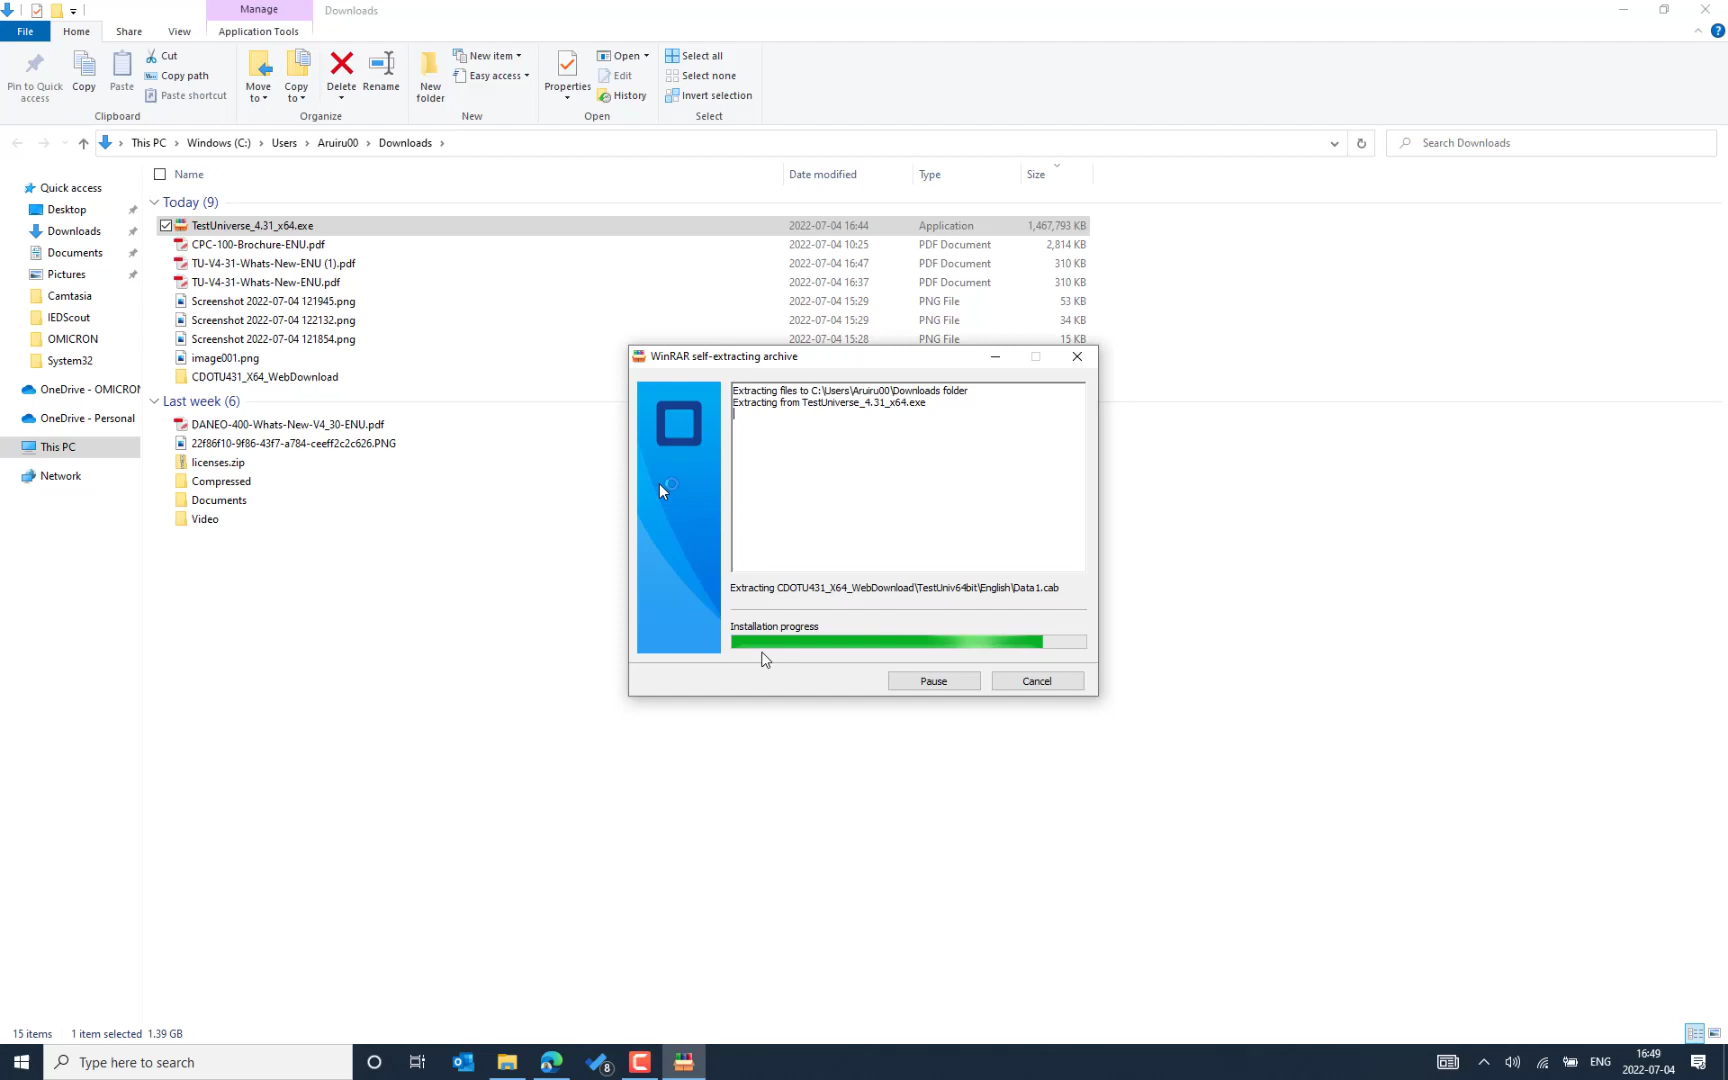 Manage
Downloads
File
Home
Share
View
Application Tools
Pin to Quick access
Copy
Paste
Cut
Copy path
Paste shortcut
Clipboard
Move to
Copy to
Delete
Rename
Organize
New folder
New item
Easy access
New
Properties
Open
Edit
History
Open
Select all
Select none
Invert selection
Select
This PC > Windows (C:) > Users > Aruiru00 > Downloads >
Search Downloads
Name
Date modified
Type
Size
Quick access
Desktop
Downloads
Documents
Pictures
Camtasia
IEDScout
OMICRON
System32
OneDrive - OMICRON
OneDrive - Personal
This PC
Network
Today (9)
TestUniverse_4.31_x64.exe 2022-07-04 16:44 Application 1,467,793 KB
CPC-100-Brochure-ENU.pdf 2022-07-04 10:25 PDF Document 2,814 KB
TU-V4-31-Whats-New-ENU (1).pdf 2022-07-04 16:47 PDF Document 310 KB
TU-V4-31-Whats-New-ENU.pdf 2022-07-04 16:37 PDF Document 310 KB
Screenshot 2022-07-04 121945.png 2022-07-04 15:29 PNG File 53 KB
Screenshot 2022-07-04 122132.png 2022-07-04 15:29 PNG File 34 KB
Screenshot 2022-07-04 121854.png 2022-07-04 15:28 PNG File 15 KB
image001.png
CDOTU431_X64_WebDownload
Last week (6)
DANEO-400-Whats-New-V4_30-ENU.pdf
22f86f10-9f86-43f7-a784-ceeff2c2c626.PNG
licenses.zip
Compressed
Documents
Video
WinRAR self-extracting archive
Extracting files to C:\Users\Aruiru00\Downloads folder
Extracting from TestUniverse_4.31_x64.exe
Extracting CDOTU431_X64_WebDownload\TestUniv64bit\English\Data1.cab
Installation progress
Pause
Cancel
15 items
1 item selected 1.39 GB
Type here to search
8
ENG
16:49
2022-07-04